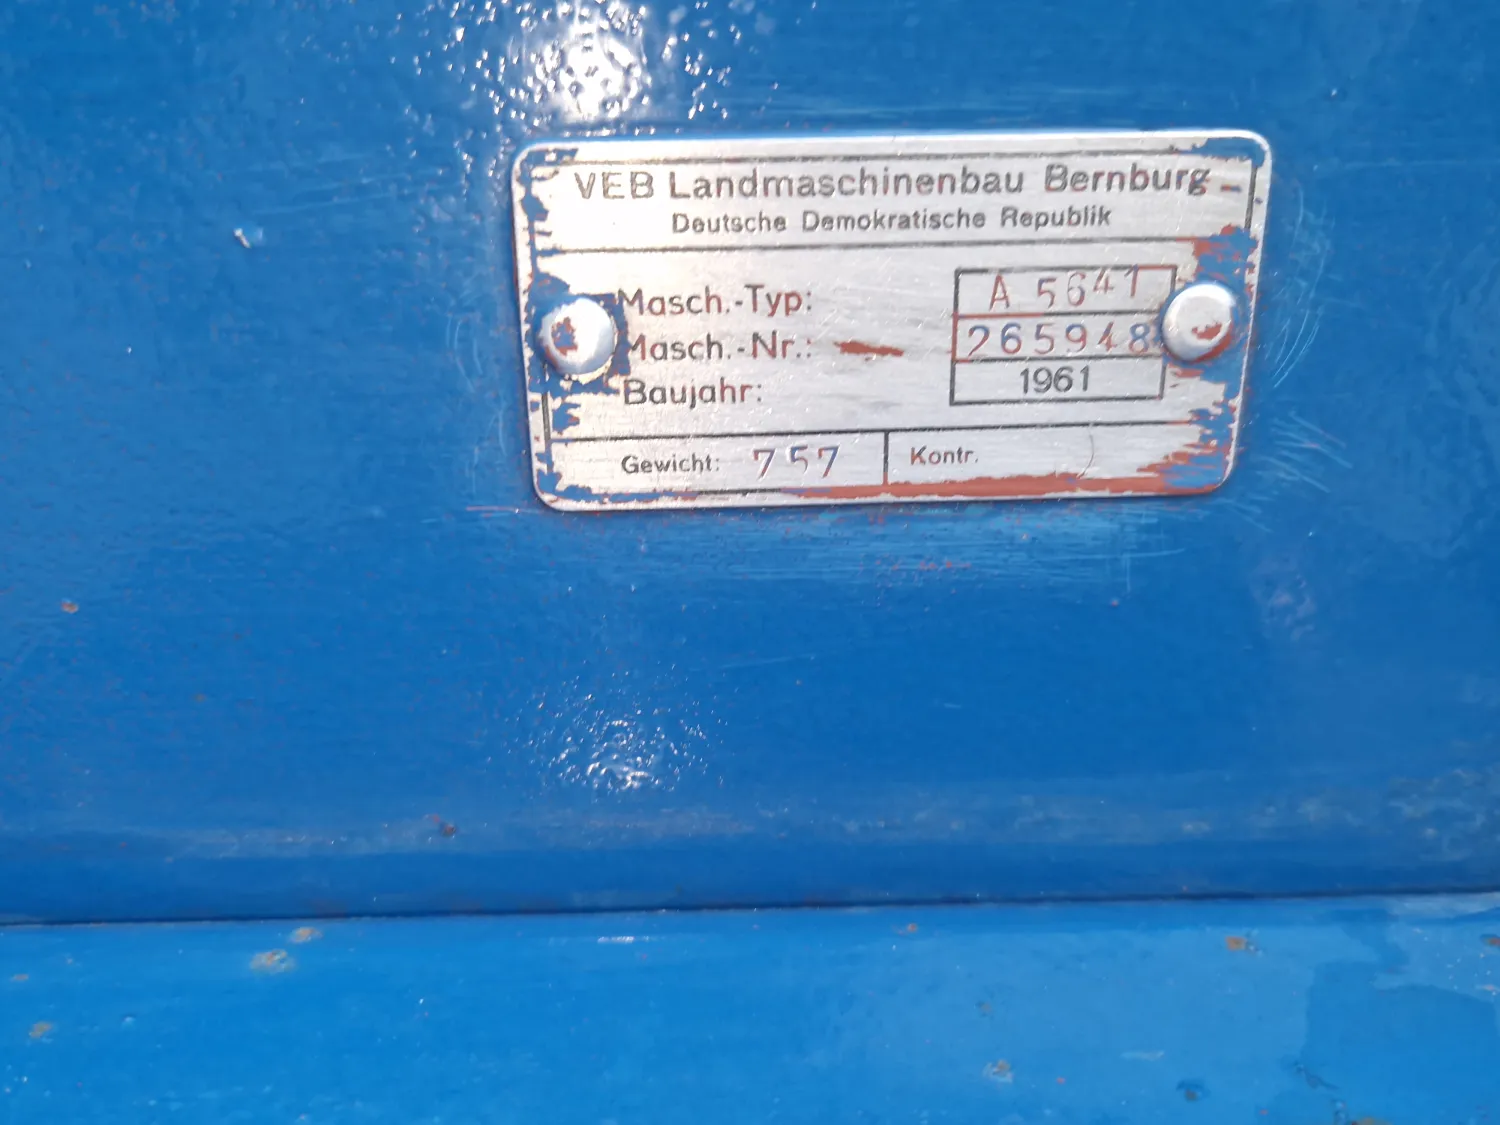 VEB Landmaschinenbau Bernburg
Deutsche Demokratische Republik
Masch.-Typ: A 5641
Masch.-Nr.: 265948
Baujahr: 1961
Gewicht: 757 Kontr.